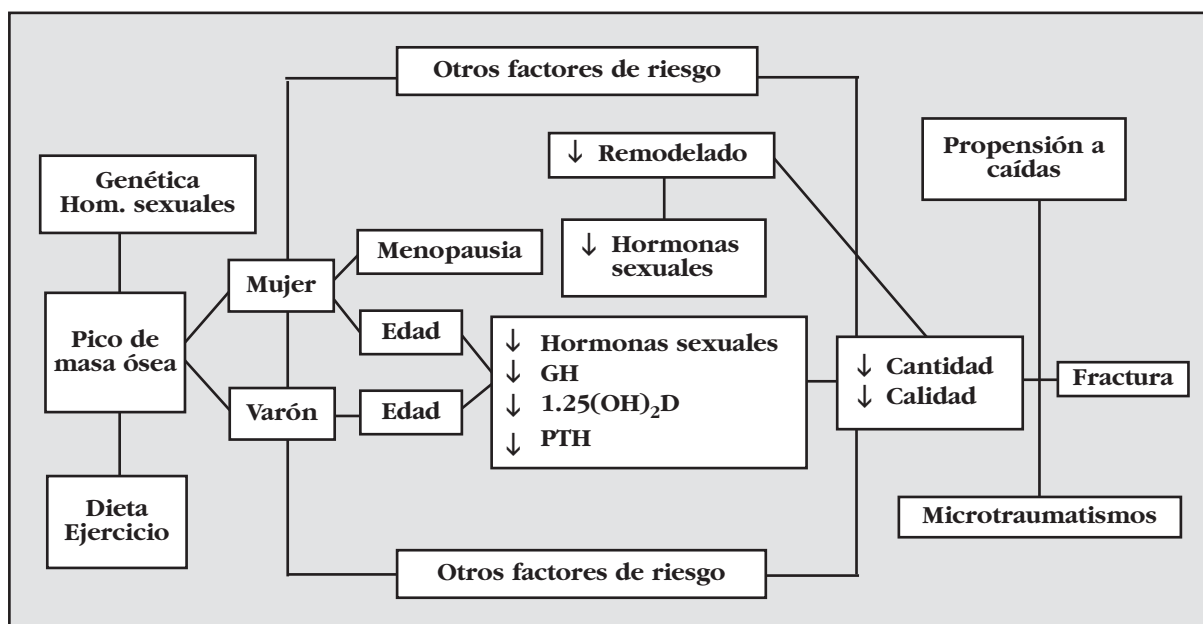 Otros factores de riesgo
↓ Remodelado
Propensión a
caídas
Genética
Hom. sexuales
↓ Hormonas
sexuales
Menopausia
Mujer
Pico de
masa ósea
Edad
↓ Hormonas sexuales
↓ GH
↓ 1.25(OH)₂D
↓ PTH
↓ Cantidad
↓ Calidad
Fractura
Varón
Edad
Dieta
Ejercicio
Microtraumatismos
Otros factores de riesgo